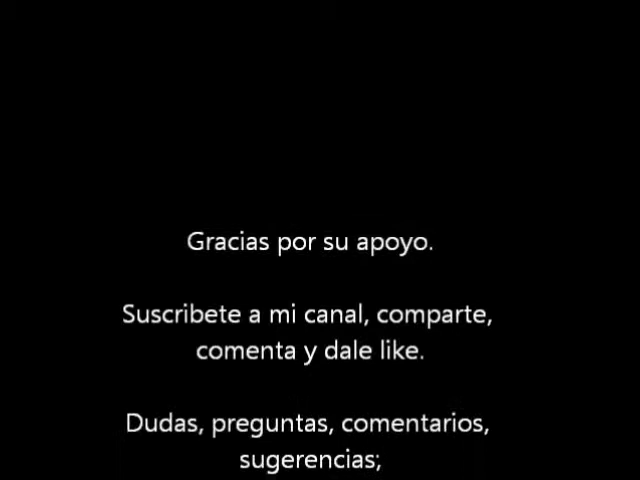 Gracias por su apoyo.
Suscribete a mi canal, comparte,
comenta y dale like.
Dudas, preguntas, comentarios,
sugerencias;